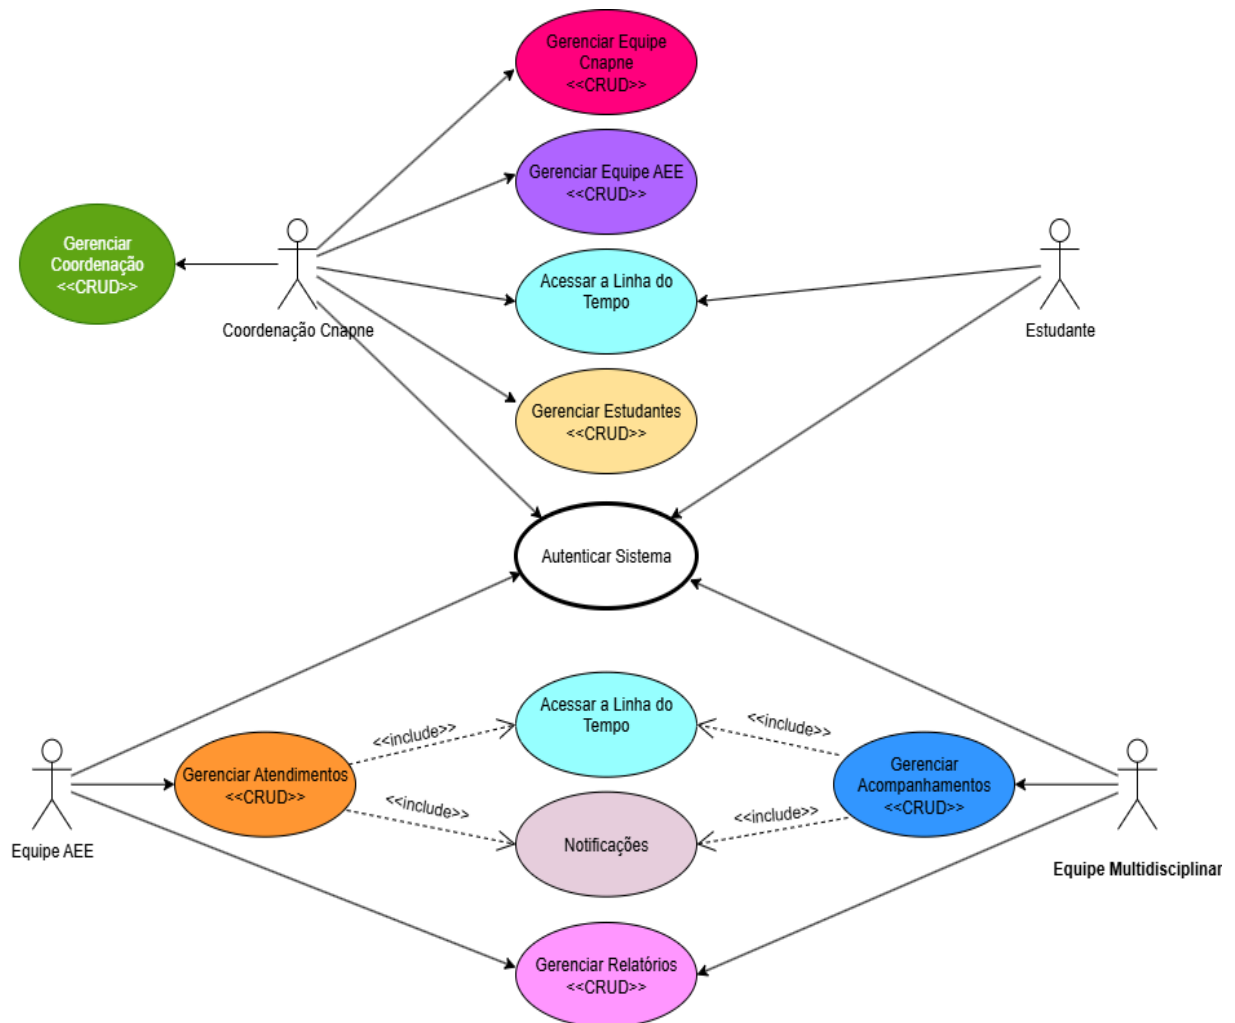 Gerenciar Equipe
Cnapne
<<CRUD>>
Gerenciar Equipe AEE
<<CRUD>>
Gerenciar
Coordenação
<<CRUD>>
Acessar a Linha do
Tempo
Coordenação Cnapne
Estudante
Gerenciar Estudantes
<<CRUD>>
Autenticar Sistema
Acessar a Linha do
Tempo
<<include>>
<<include>>
Gerenciar Atendimentos
<<CRUD>>
Gerenciar
Acompanhamentos
<<CRUD>>
<<include>>
<<include>>
Notificações
Equipe AEE
Equipe Multidisciplinar
Gerenciar Relatórios
<<CRUD>>